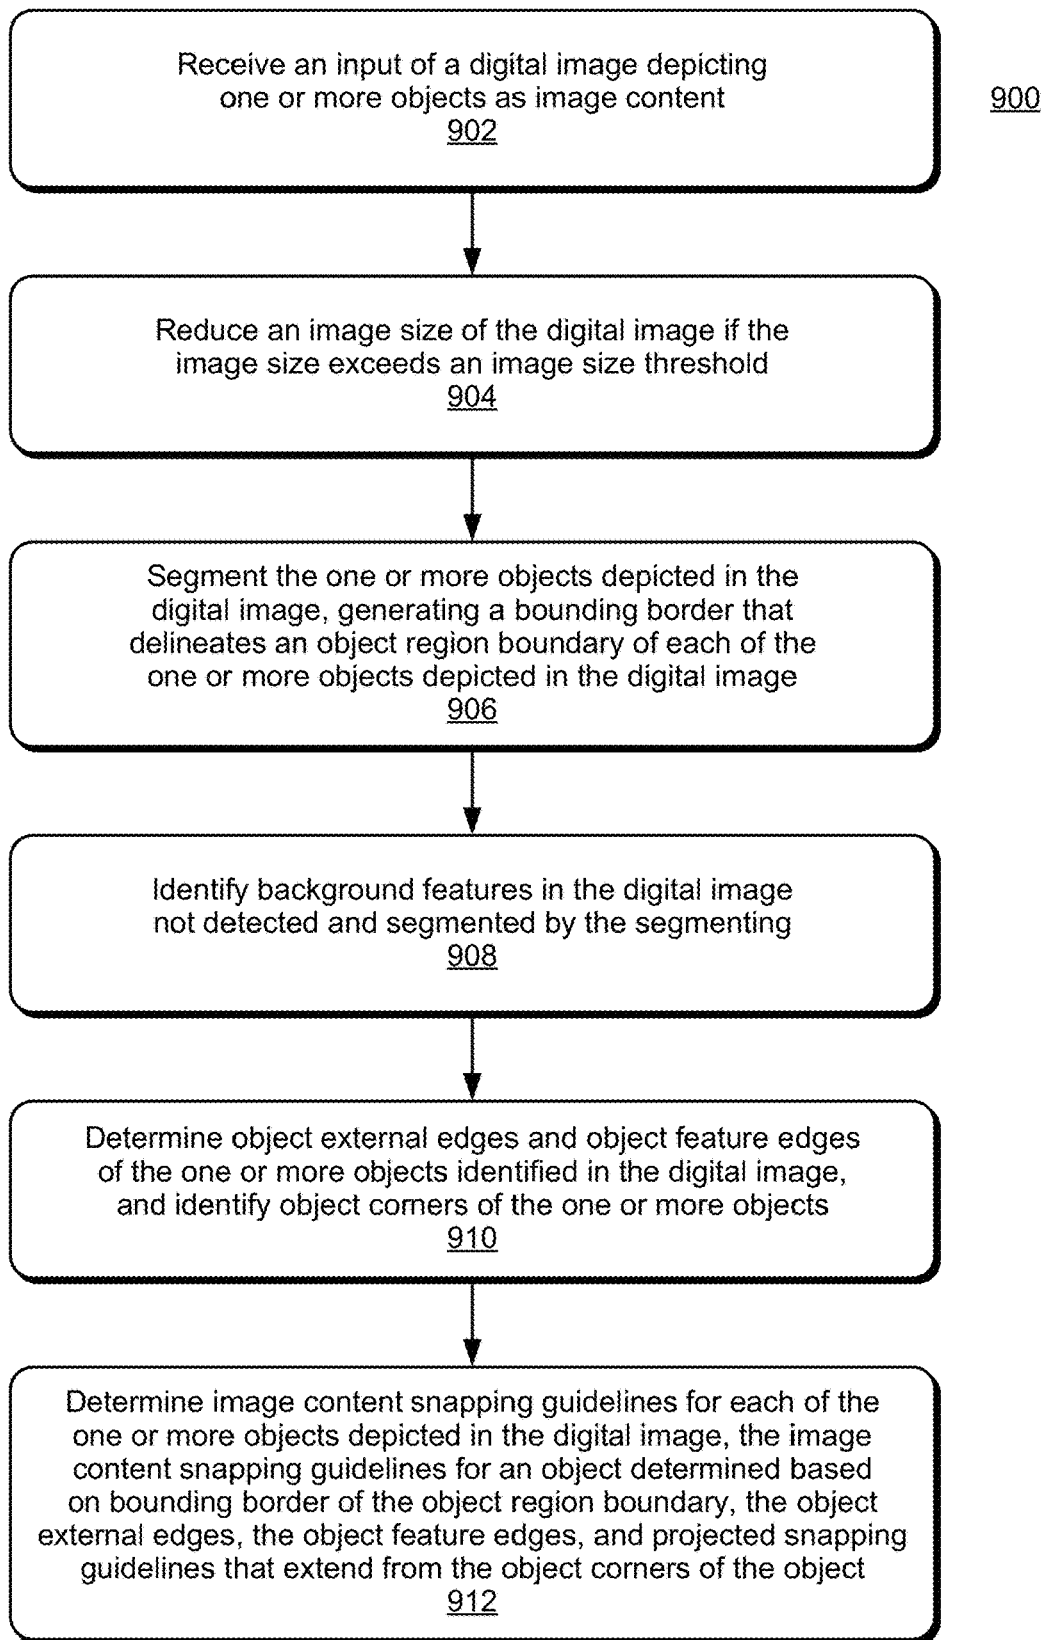 Receive an input of a digital image depicting
one or more objects as image content
902
900
Reduce an image size of the digital image if the
image size exceeds an image size threshold
904
Segment the one or more objects depicted in the
digital image, generating a bounding border that
delineates an object region boundary of each of the
one or more objects depicted in the digital image
906
Identify background features in the digital image
not detected and segmented by the segmenting
908
Determine object external edges and object feature edges
of the one or more objects identified in the digital image,
and identify object corners of the one or more objects
910
Determine image content snapping guidelines for each of the
one or more objects depicted in the digital image, the image
content snapping guidelines for an object determined based
on bounding border of the object region boundary, the object
external edges, the object feature edges, and projected snapping
guidelines that extend from the object corners of the object
912